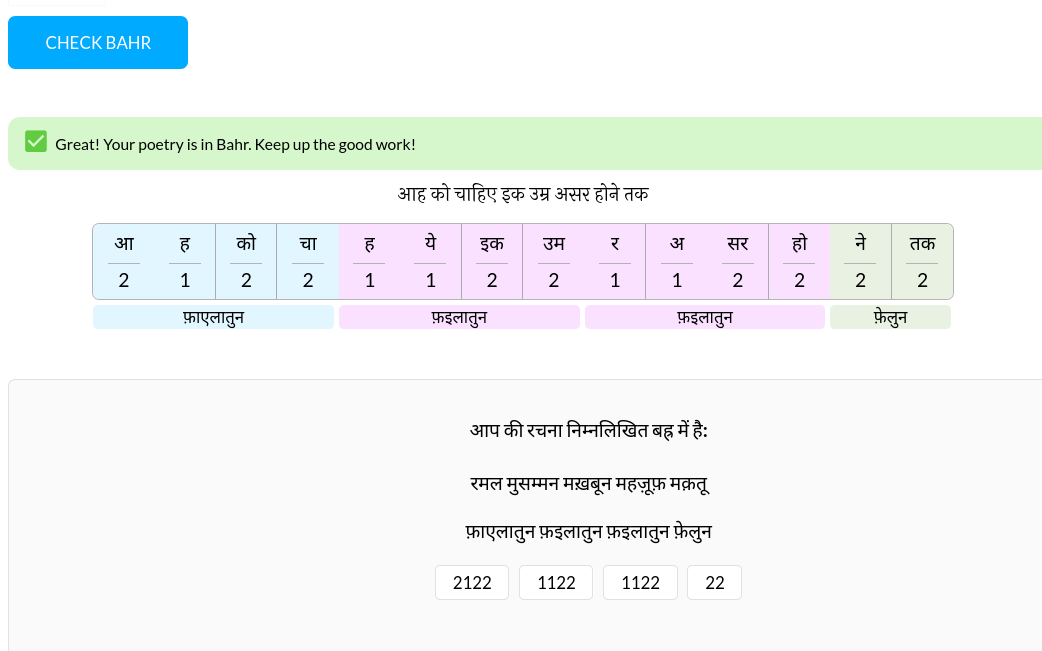 CHECK BAHR
Great! Your poetry is in Bahr. Keep up the good work!
आह को चाहिए इक उम्र असर होने तक
आ ह को चा ह ये इक उम र अ सर हो ने तक
2 1 2 2 1 1 2 2 1 1 2 2 2 2
फ़ाएलातुन फ़इलातुन फ़इलातुन फ़ेलुन
आप की रचना निम्नलिखित बह्र में है:
रमल मुसम्मन मख़बून महज़ूफ़ मक़तू
फ़ाएलातुन फ़इलातुन फ़इलातुन फ़ेलुन
2122 1122 1122 22